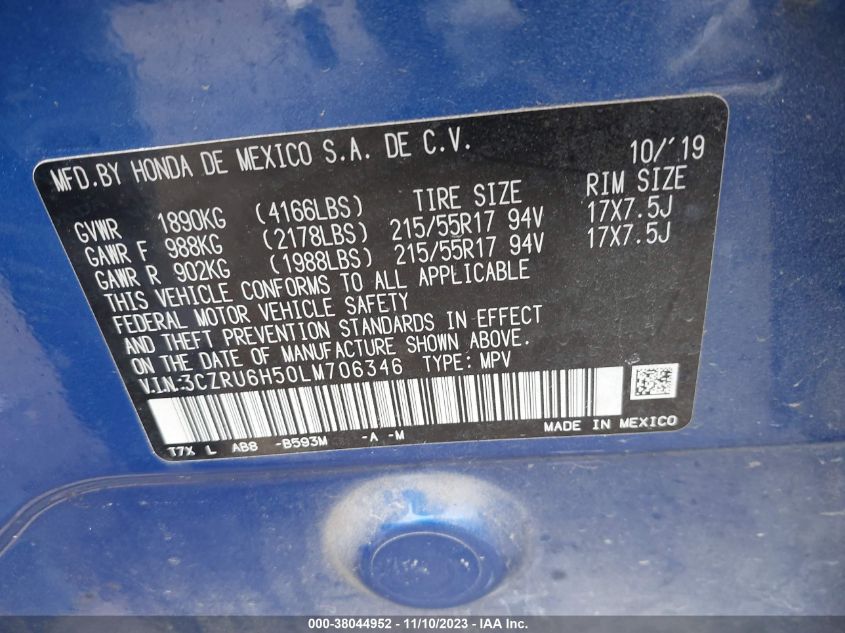 MFD.BY HONDA DE MEXICO S.A. DE C.V. 10/'19
GVWR 1890KG (4166LBS) TIRE SIZE RIM SIZE
GAWR F 988KG (2178LBS) 215/55R17 94V 17X7.5J
GAWR R 902KG (1988LBS) 215/55R17 94V 17X7.5J
THIS VEHICLE CONFORMS TO ALL APPLICABLE
FEDERAL MOTOR VEHICLE SAFETY
AND THEFT PREVENTION STANDARDS IN EFFECT
ON THE DATE OF MANUFACTURE SHOWN ABOVE.
V.I.N:3CZRU6H50LM706346 TYPE: MPV
T7X L AB8 -B593M -A -M MADE IN MEXICO
000-38044952 - 11/10/2023 - IAA Inc.